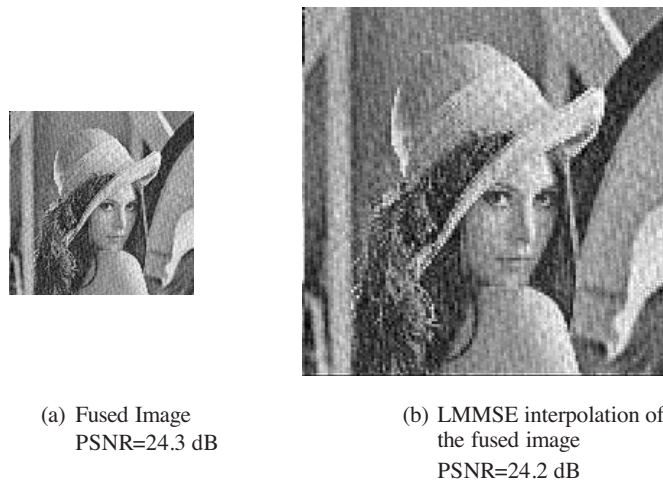 (a) Fused Image
PSNR=24.3 dB
(b) LMMSE interpolation of
the fused image
PSNR=24.2 dB